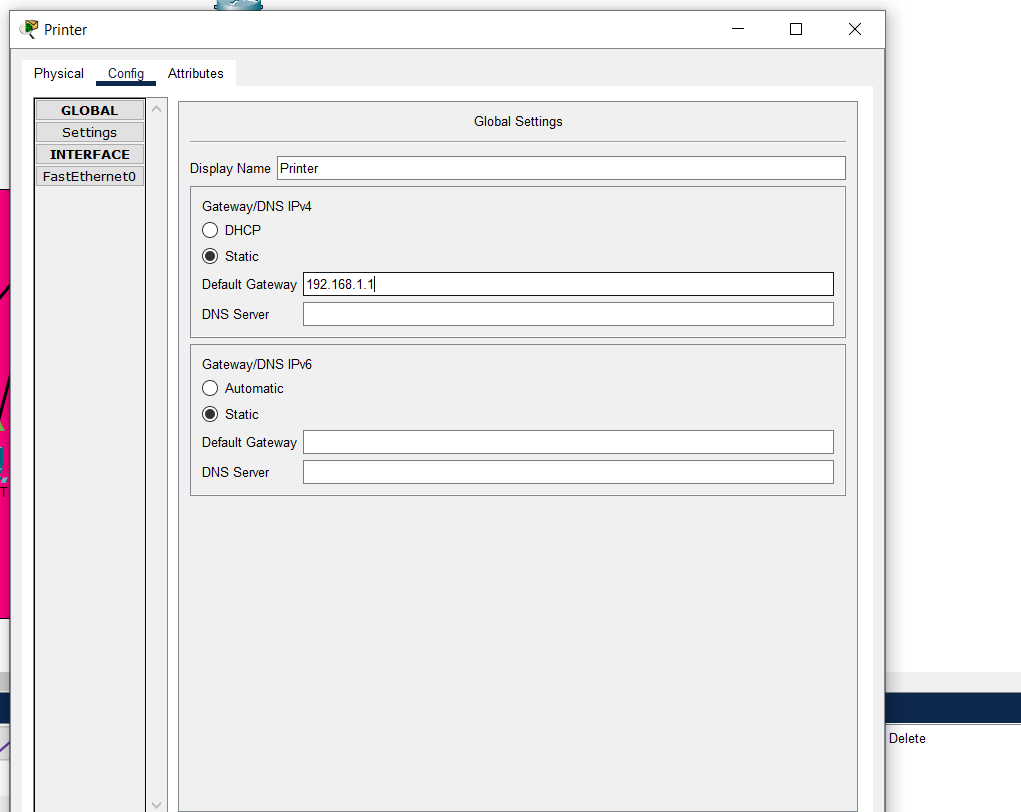 Printer
Physical Config Attributes
GLOBAL
Settings
INTERFACE
FastEthernet0
Global Settings
Display Name Printer
Gateway/DNS IPv4
DHCP
Static
Default Gateway 192.168.1.1
DNS Server
Gateway/DNS IPv6
Automatic
Static
Default Gateway
DNS Server
T
Delete